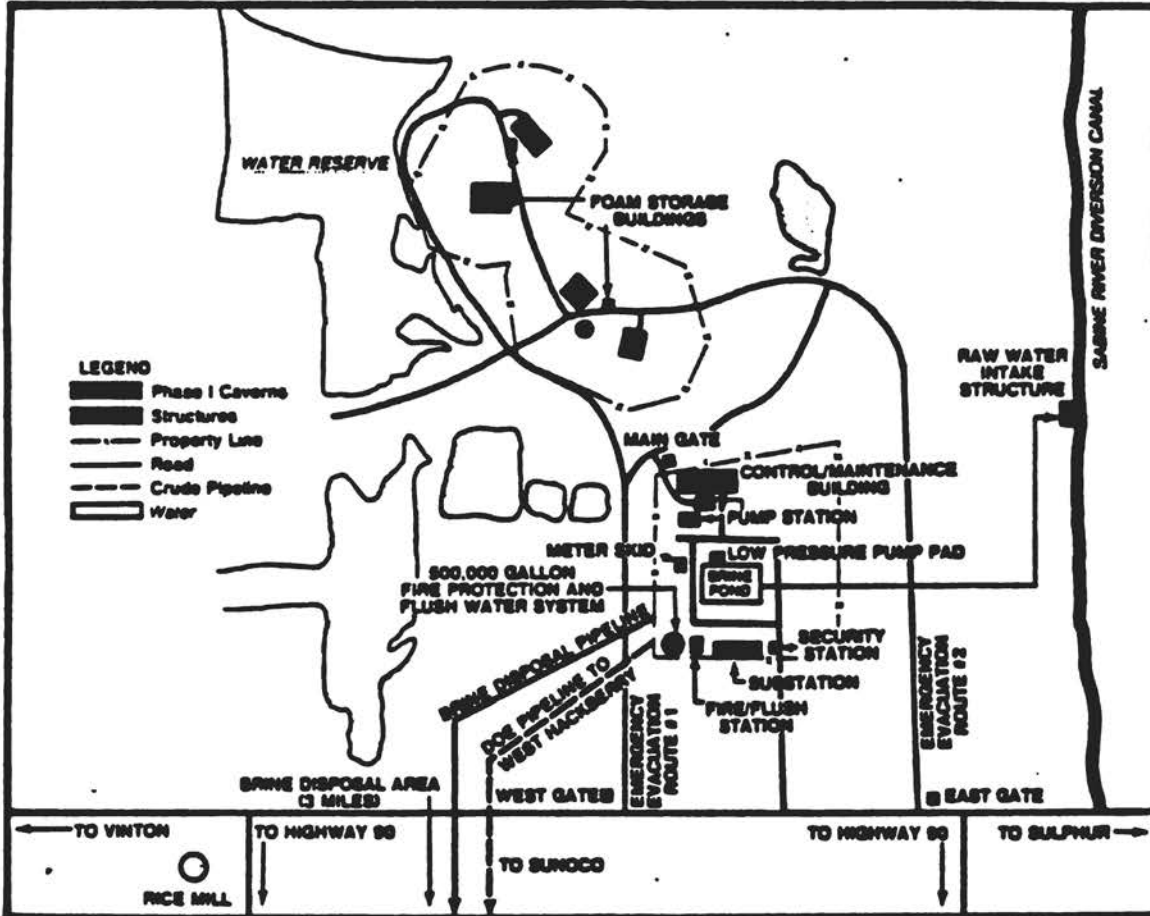 WATER RESERVE
FOAM STORAGE
BUILDINGS
SABINE RIVER DIVERSION CANAL
RAW WATER
INTAKE
STRUCTURE
LEGEND
Phase I Caverns
Structures
Property Line
Road
Crude Pipeline
Water
MAIN GATE
CONTROL/MAINTENANCE
BUILDING
PUMP STATION
METER SKID
LOW PRESSURE PUMP PAD
BRINE
POND
500,000 GALLON
FIRE PROTECTION AND
FLUSH WATER SYSTEM
SECURITY
STATION
SUBSTATION
FIRE/FLUSH
STATION
BRINE DISPOSAL PIPELINE
DOE PIPELINE TO
WEST HACKBERRY
EMERGENCY
EVACUATION
ROUTE #1
EMERGENCY
EVACUATION
ROUTE #2
BRINE DISPOSAL AREA
(3 MILES)
WEST GATE
EAST GATE
TO VINTON
TO HIGHWAY 90
TO HIGHWAY 90
TO SULPHUR
TO SUNOCO
RICE MILL